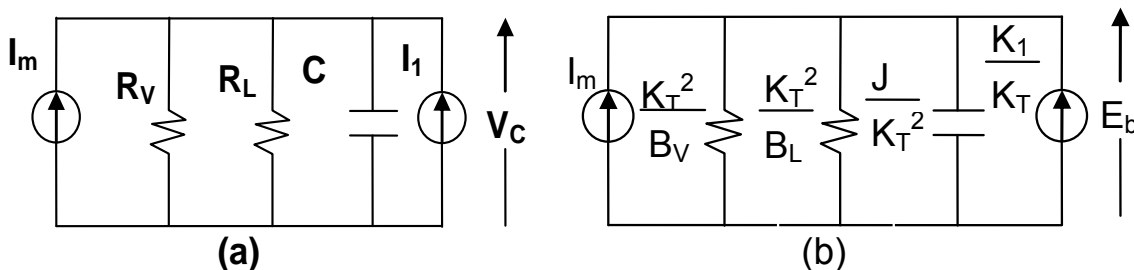 I_m
R_V
R_L
C
I_1
V_C
(a)
I_m
K_T^2
B_V
K_T^2
B_L
J
K_T^2
K_1
K_T
E_b
(b)